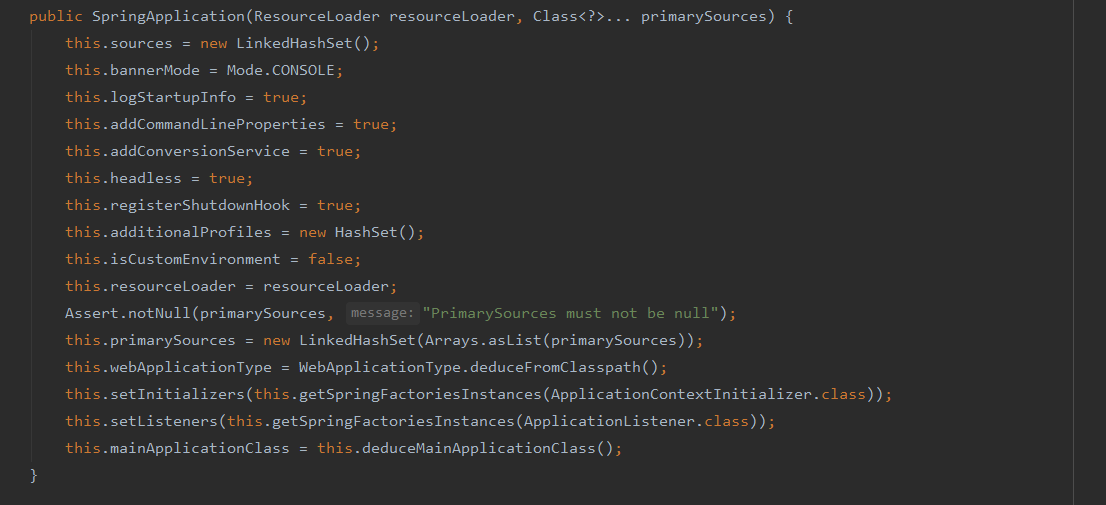 public SpringApplication(ResourceLoader resourceLoader, Class<?>... primarySources) {
this.sources = new LinkedHashSet();
this.bannerMode = Mode.CONSOLE;
this.logStartupInfo = true;
this.addCommandLineProperties = true;
this.addConversionService = true;
this.headless = true;
this.registerShutdownHook = true;
this.additionalProfiles = new HashSet();
this.isCustomEnvironment = false;
this.resourceLoader = resourceLoader;
Assert.notNull(primarySources, message: "PrimarySources must not be null");
this.primarySources = new LinkedHashSet(Arrays.asList(primarySources));
this.webApplicationType = WebApplicationType.deduceFromClasspath();
this.setInitializers(this.getSpringFactoriesInstances(ApplicationContextInitializer.class));
this.setListeners(this.getSpringFactoriesInstances(ApplicationListener.class));
this.mainApplicationClass = this.deduceMainApplicationClass();
}